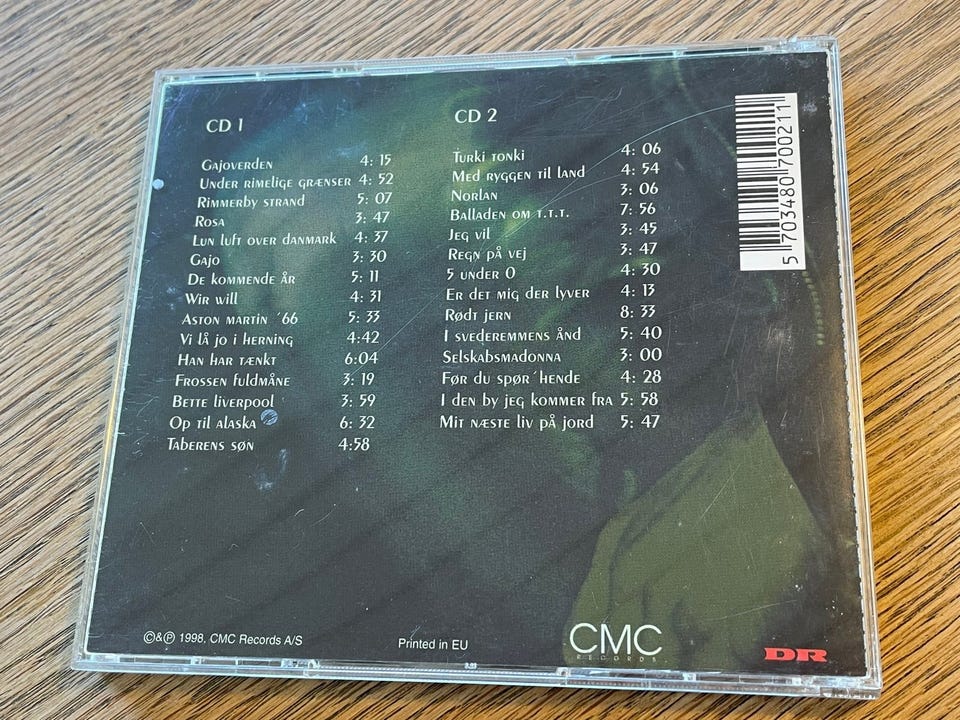 CD 1
Gajoverden 4: 15
Under rimelige grænser 4: 52
Rimmerby strand 5: 07
Rosa 3: 47
Lun luft over danmark 4: 37
Gajo 3: 30
De kommende år 5: 11
Wir will 4: 31
Aston martin ´66 5: 33
Vi lå jo i herning 4:42
Han har tænkt 6:04
Frossen fuldmåne 3: 19
Bette liverpool 3: 59
Op til alaska 6: 32
Taberens søn 4:58
CD 2
Turki tonki 4: 06
Med ryggen til land 4: 54
Norlan 3: 06
Balladen om t.t.t. 7: 56
Jeg vil 3: 45
Regn på vej 3: 47
5 under 0 4: 30
Er det mig der lyver 4: 13
Rødt jern 8: 33
I svederemmens ånd 5: 40
Selskabsmadonna 3: 00
Før du spør´hende 4: 28
I den by jeg kommer fra 5: 58
Mit næste liv på jord 5: 47
5 703480 700211
©&℗ 1998, CMC Records A/S
Printed in EU
CMC
RECORDS
DR